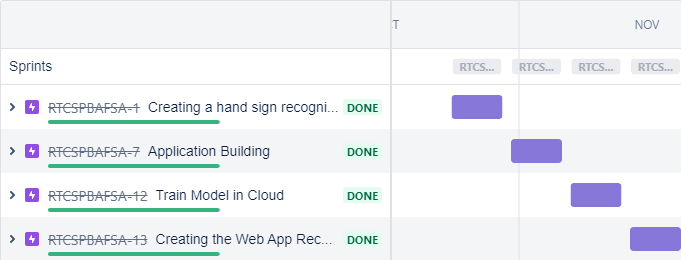 T NOV
Sprints RTCS... RTCS... RTCS... RTCS...
RTCSPBAFSA-1 Creating a hand sign recogni... DONE
RTCSPBAFSA-7 Application Building DONE
RTCSPBAFSA-12 Train Model in Cloud DONE
RTCSPBAFSA-13 Creating the Web App Rec... DONE